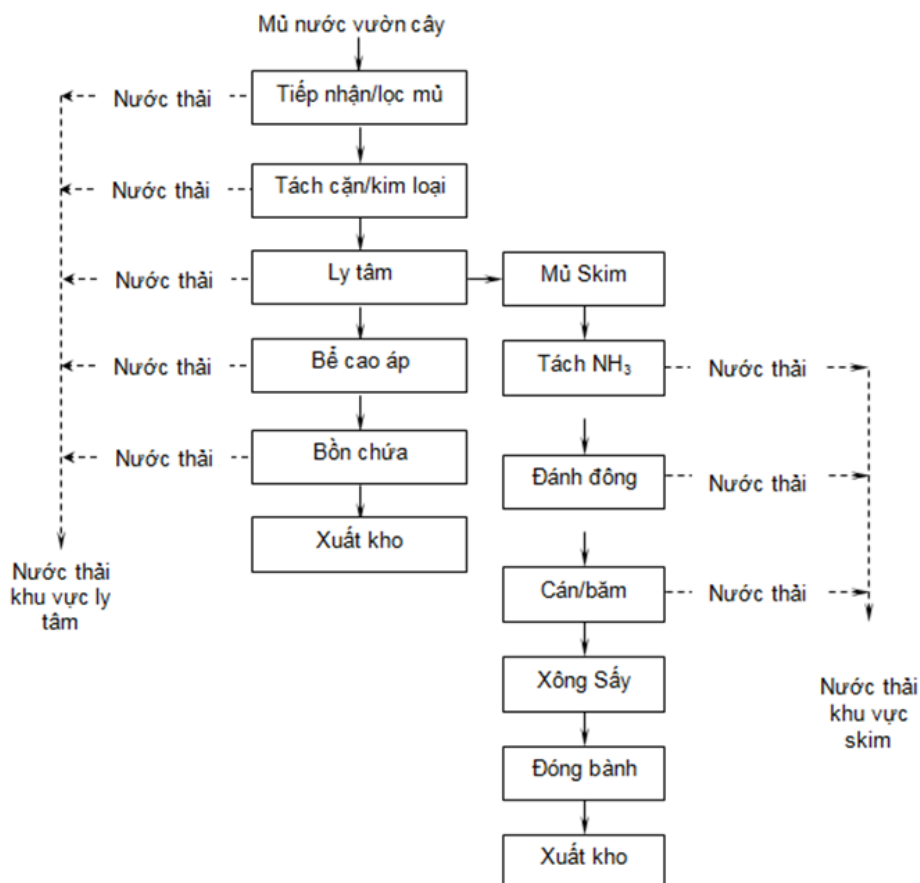 Mủ nước vườn cây
Nước thải
Tiếp nhận/lọc mủ
Nước thải
Tách cặn/kim loại
Nước thải
Ly tâm
Mủ Skim
Nước thải
Bể cao áp
Tách NH₃
Nước thải
Nước thải
Bồn chứa
Đánh đông
Nước thải
Xuất kho
Nước thải
khu vực ly
tâm
Cán/băm
Nước thải
Xông Sấy
Nước thải
khu vực
skim
Đóng bành
Xuất kho